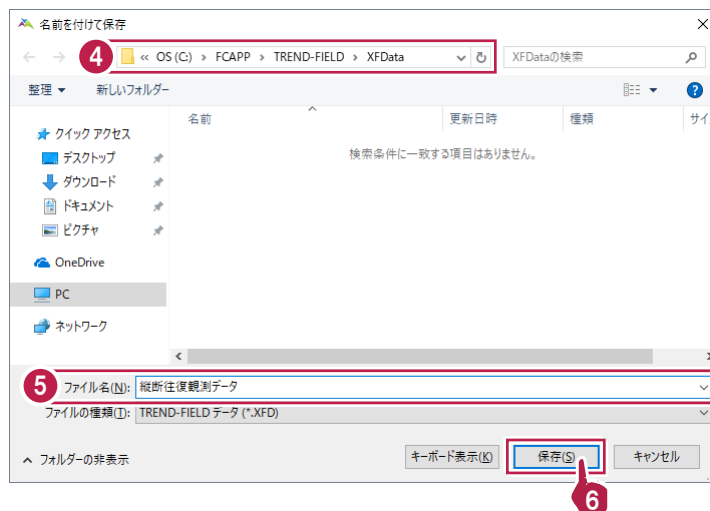 名前を付けて保存
4
« OS (C:) › FCAPP › TREND-FIELD › XFData
XFDataの検索
整理
新しいフォルダー
名前
更新日時
種類
サイ
クイック アクセス
検索条件に一致する項目はありません。
デスクトップ
ダウンロード
ドキュメント
ピクチャ
OneDrive
PC
ネットワーク
5
ファイル名(N): 縦断往復観測データ
ファイルの種類(T): TREND-FIELD データ (*.XFD)
フォルダーの非表示
キーボード表示(K)
保存(S)
キャンセル
6